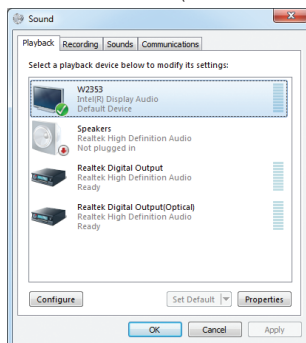 Sound
Playback Recording Sounds Communications
Select a playback device below to modify its settings:
W2353
Intel(R) Display Audio
Default Device
Speakers
Realtek High Definition Audio
Not plugged in
Realtek Digital Output
Realtek High Definition Audio
Ready
Realtek Digital Output(Optical)
Realtek High Definition Audio
Ready
Configure Set Default Properties
OK Cancel Apply